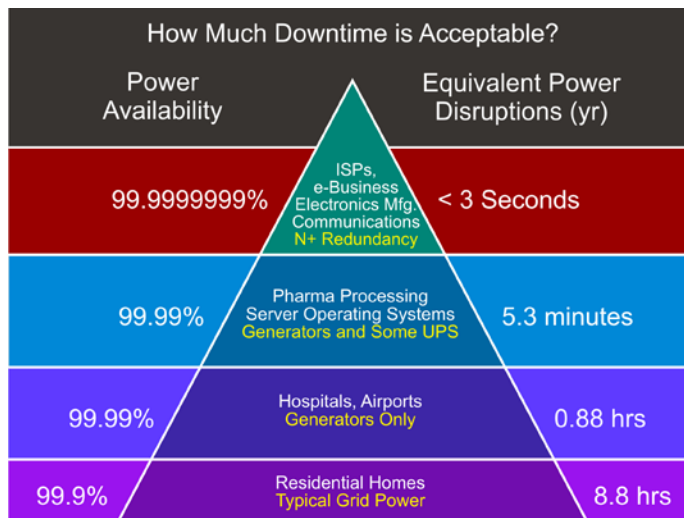 How Much Downtime is Acceptable?
Power
Availability
Equivalent Power
Disruptions (yr)
99.9999999%
ISPs,
e-Business
Electronics Mfg.
Communications
N+ Redundancy
< 3 Seconds
99.99%
Pharma Processing
Server Operating Systems
Generators and Some UPS
5.3 minutes
99.99%
Hospitals, Airports
Generators Only
0.88 hrs
99.9%
Residential Homes
Typical Grid Power
8.8 hrs